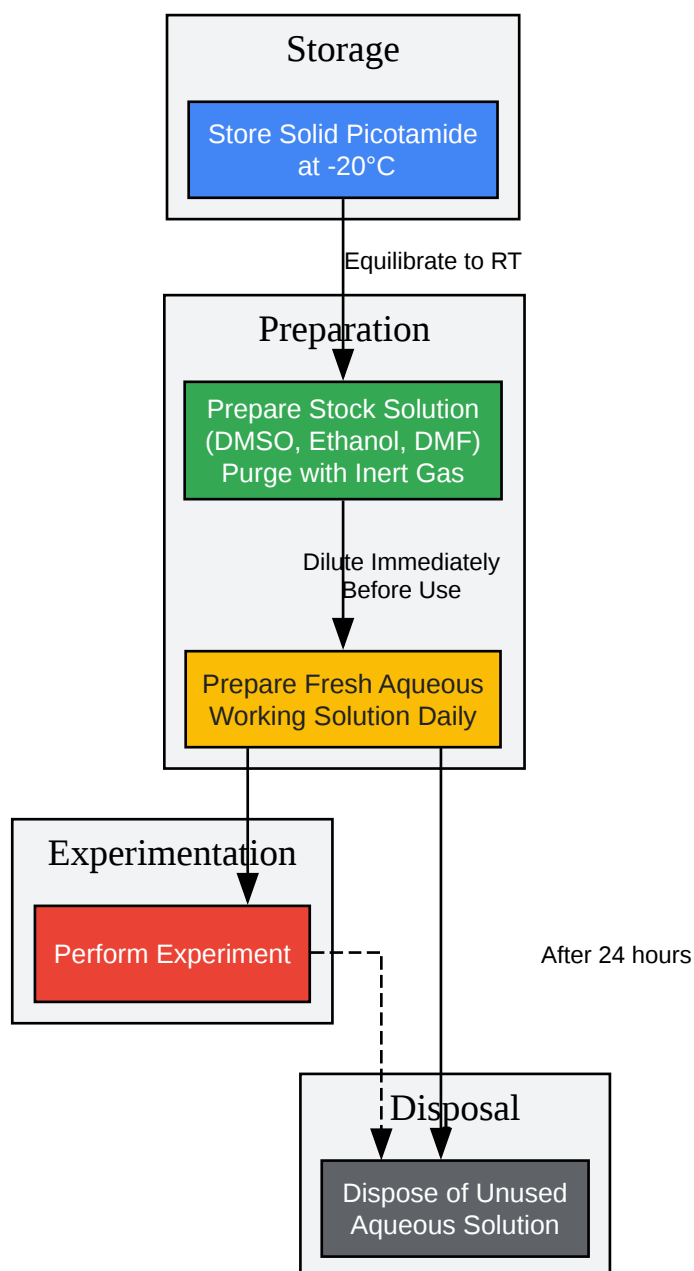 Storage
Store Solid Picotamide
at -20°C
Equilibrate to RT
Preparation
Prepare Stock Solution
(DMSO, Ethanol, DMF)
Purge with Inert Gas
Dilute Immediately
Before Use
Prepare Fresh Aqueous
Working Solution Daily
Experimentation
Perform Experiment
After 24 hours
Disposal
Dispose of Unused
Aqueous Solution